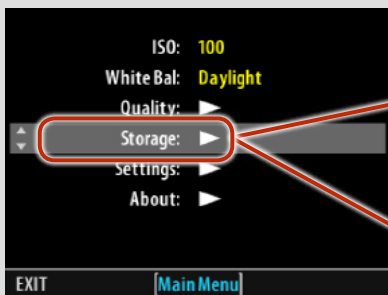 ISO: 100
White Bal: Daylight
Quality:
Storage:
Settings:
About:
EXIT [Main Menu]